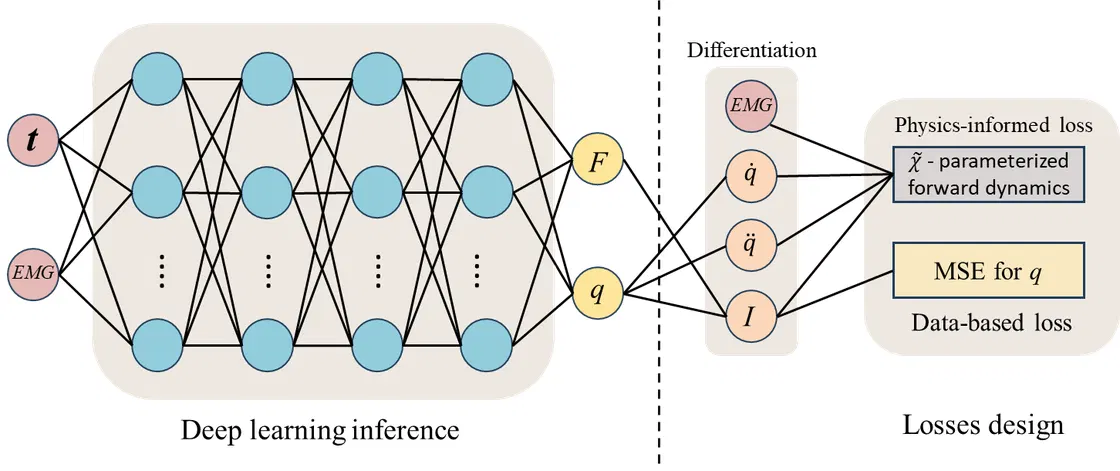 t
EMG
F
q
Deep learning inference
Differentiation
EMG
q̇
q̈
I
Physics-informed loss
χ̃ - parameterized
forward dynamics
MSE for q
Data-based loss
Losses design